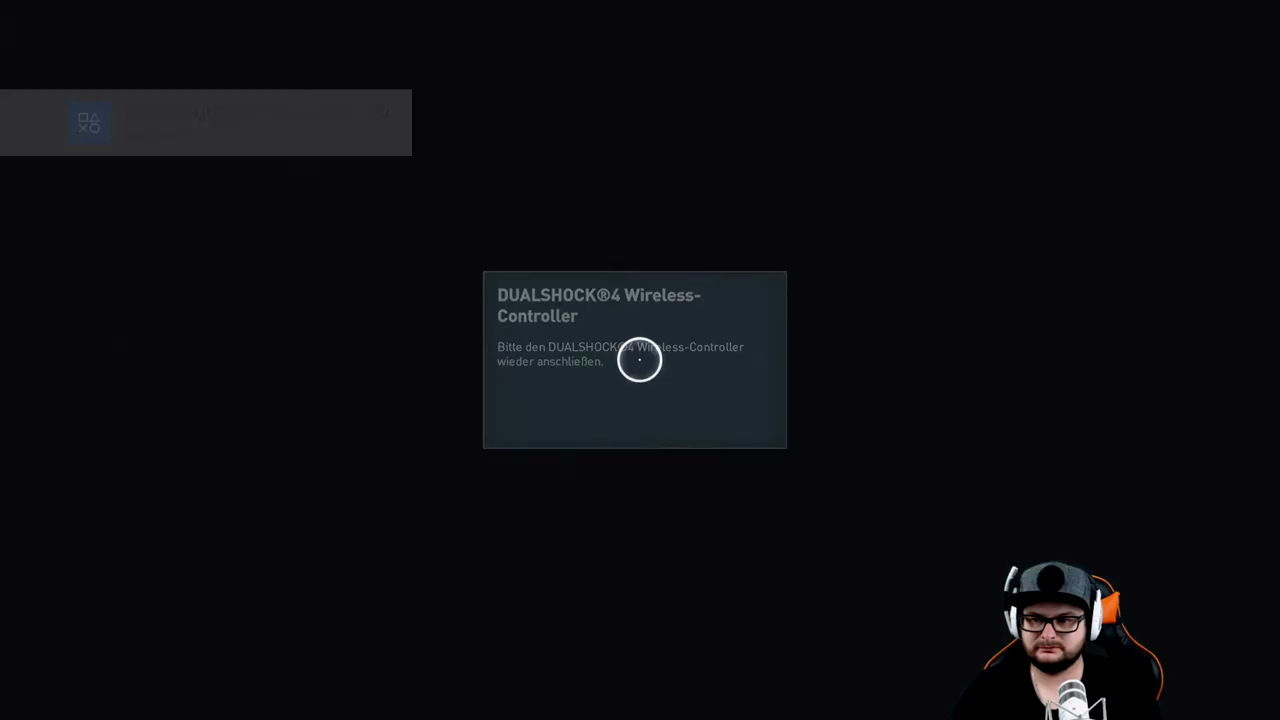 DUALSHOCK®4 Wireless-
Controller
Bitte den DUALSHOCK®4 Wireless-Controller
wieder anschließen.